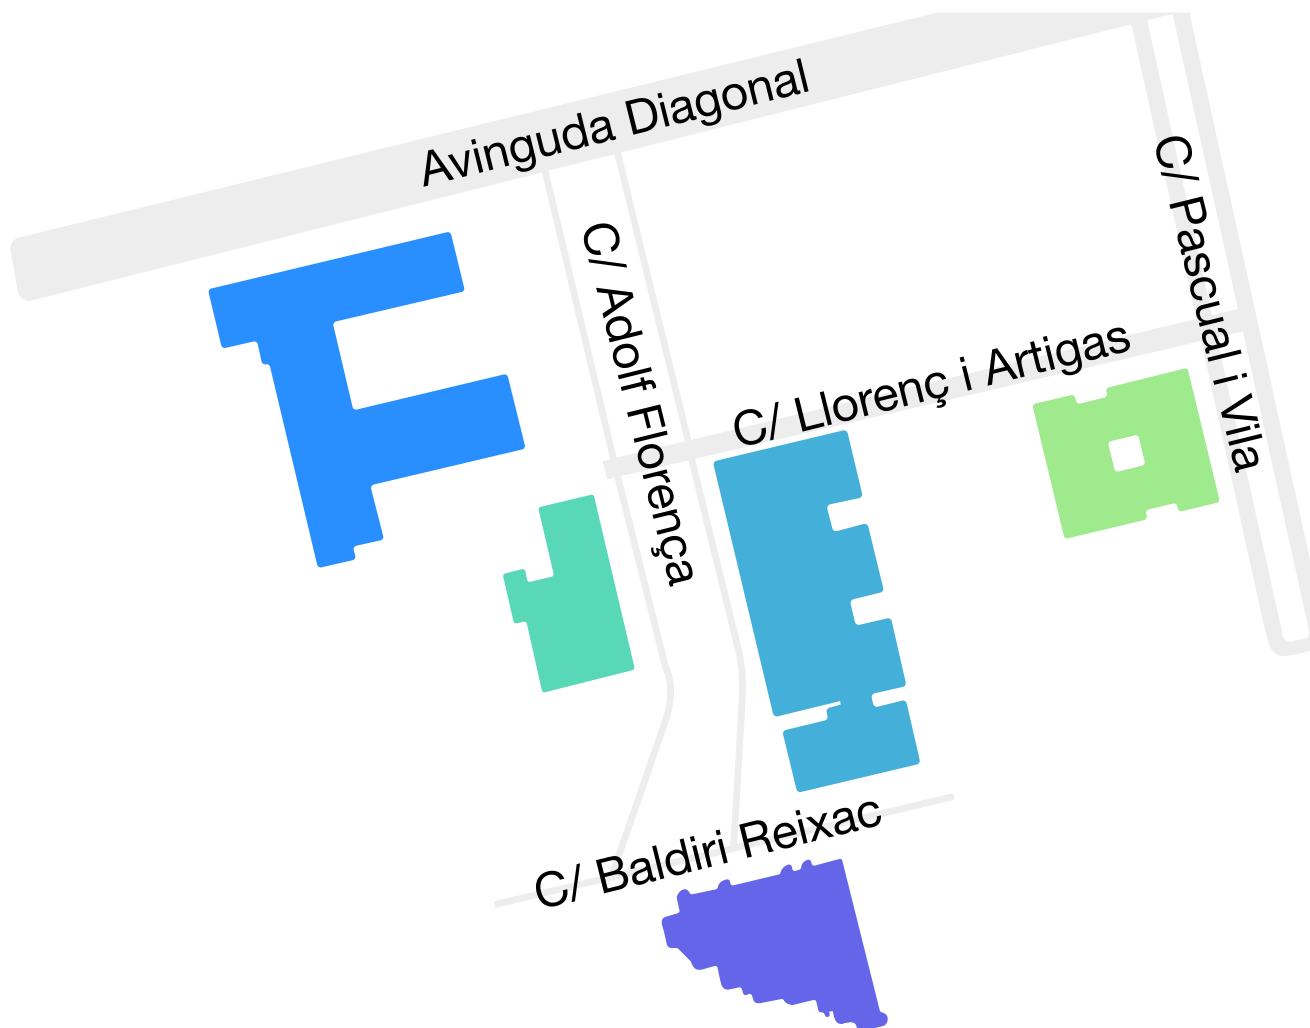 Avinguda Diagonal
C/ Pascual i Vila
C/ Adolf Florença
C/ Llorenç i Artigas
C/ Baldiri Reixac